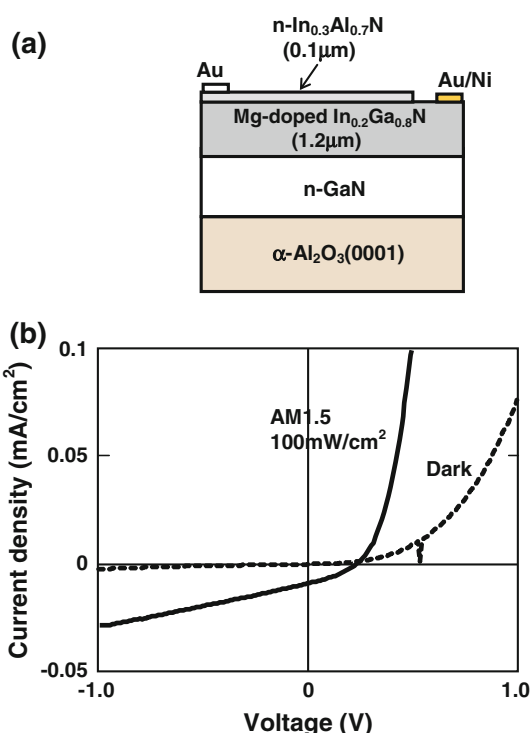 (a)
n-In₀.₃Al₀.₇N
(0.1μm)
Au
Au/Ni
Mg-doped In₀.₂Ga₀.₈N
(1.2μm)
n-GaN
α-Al₂O₃(0001)
(b)
Current density (mA/cm²)
0.1
0.05
0
-0.05
AM1.5
100mW/cm²
Dark
-1.0
0
1.0
Voltage (V)